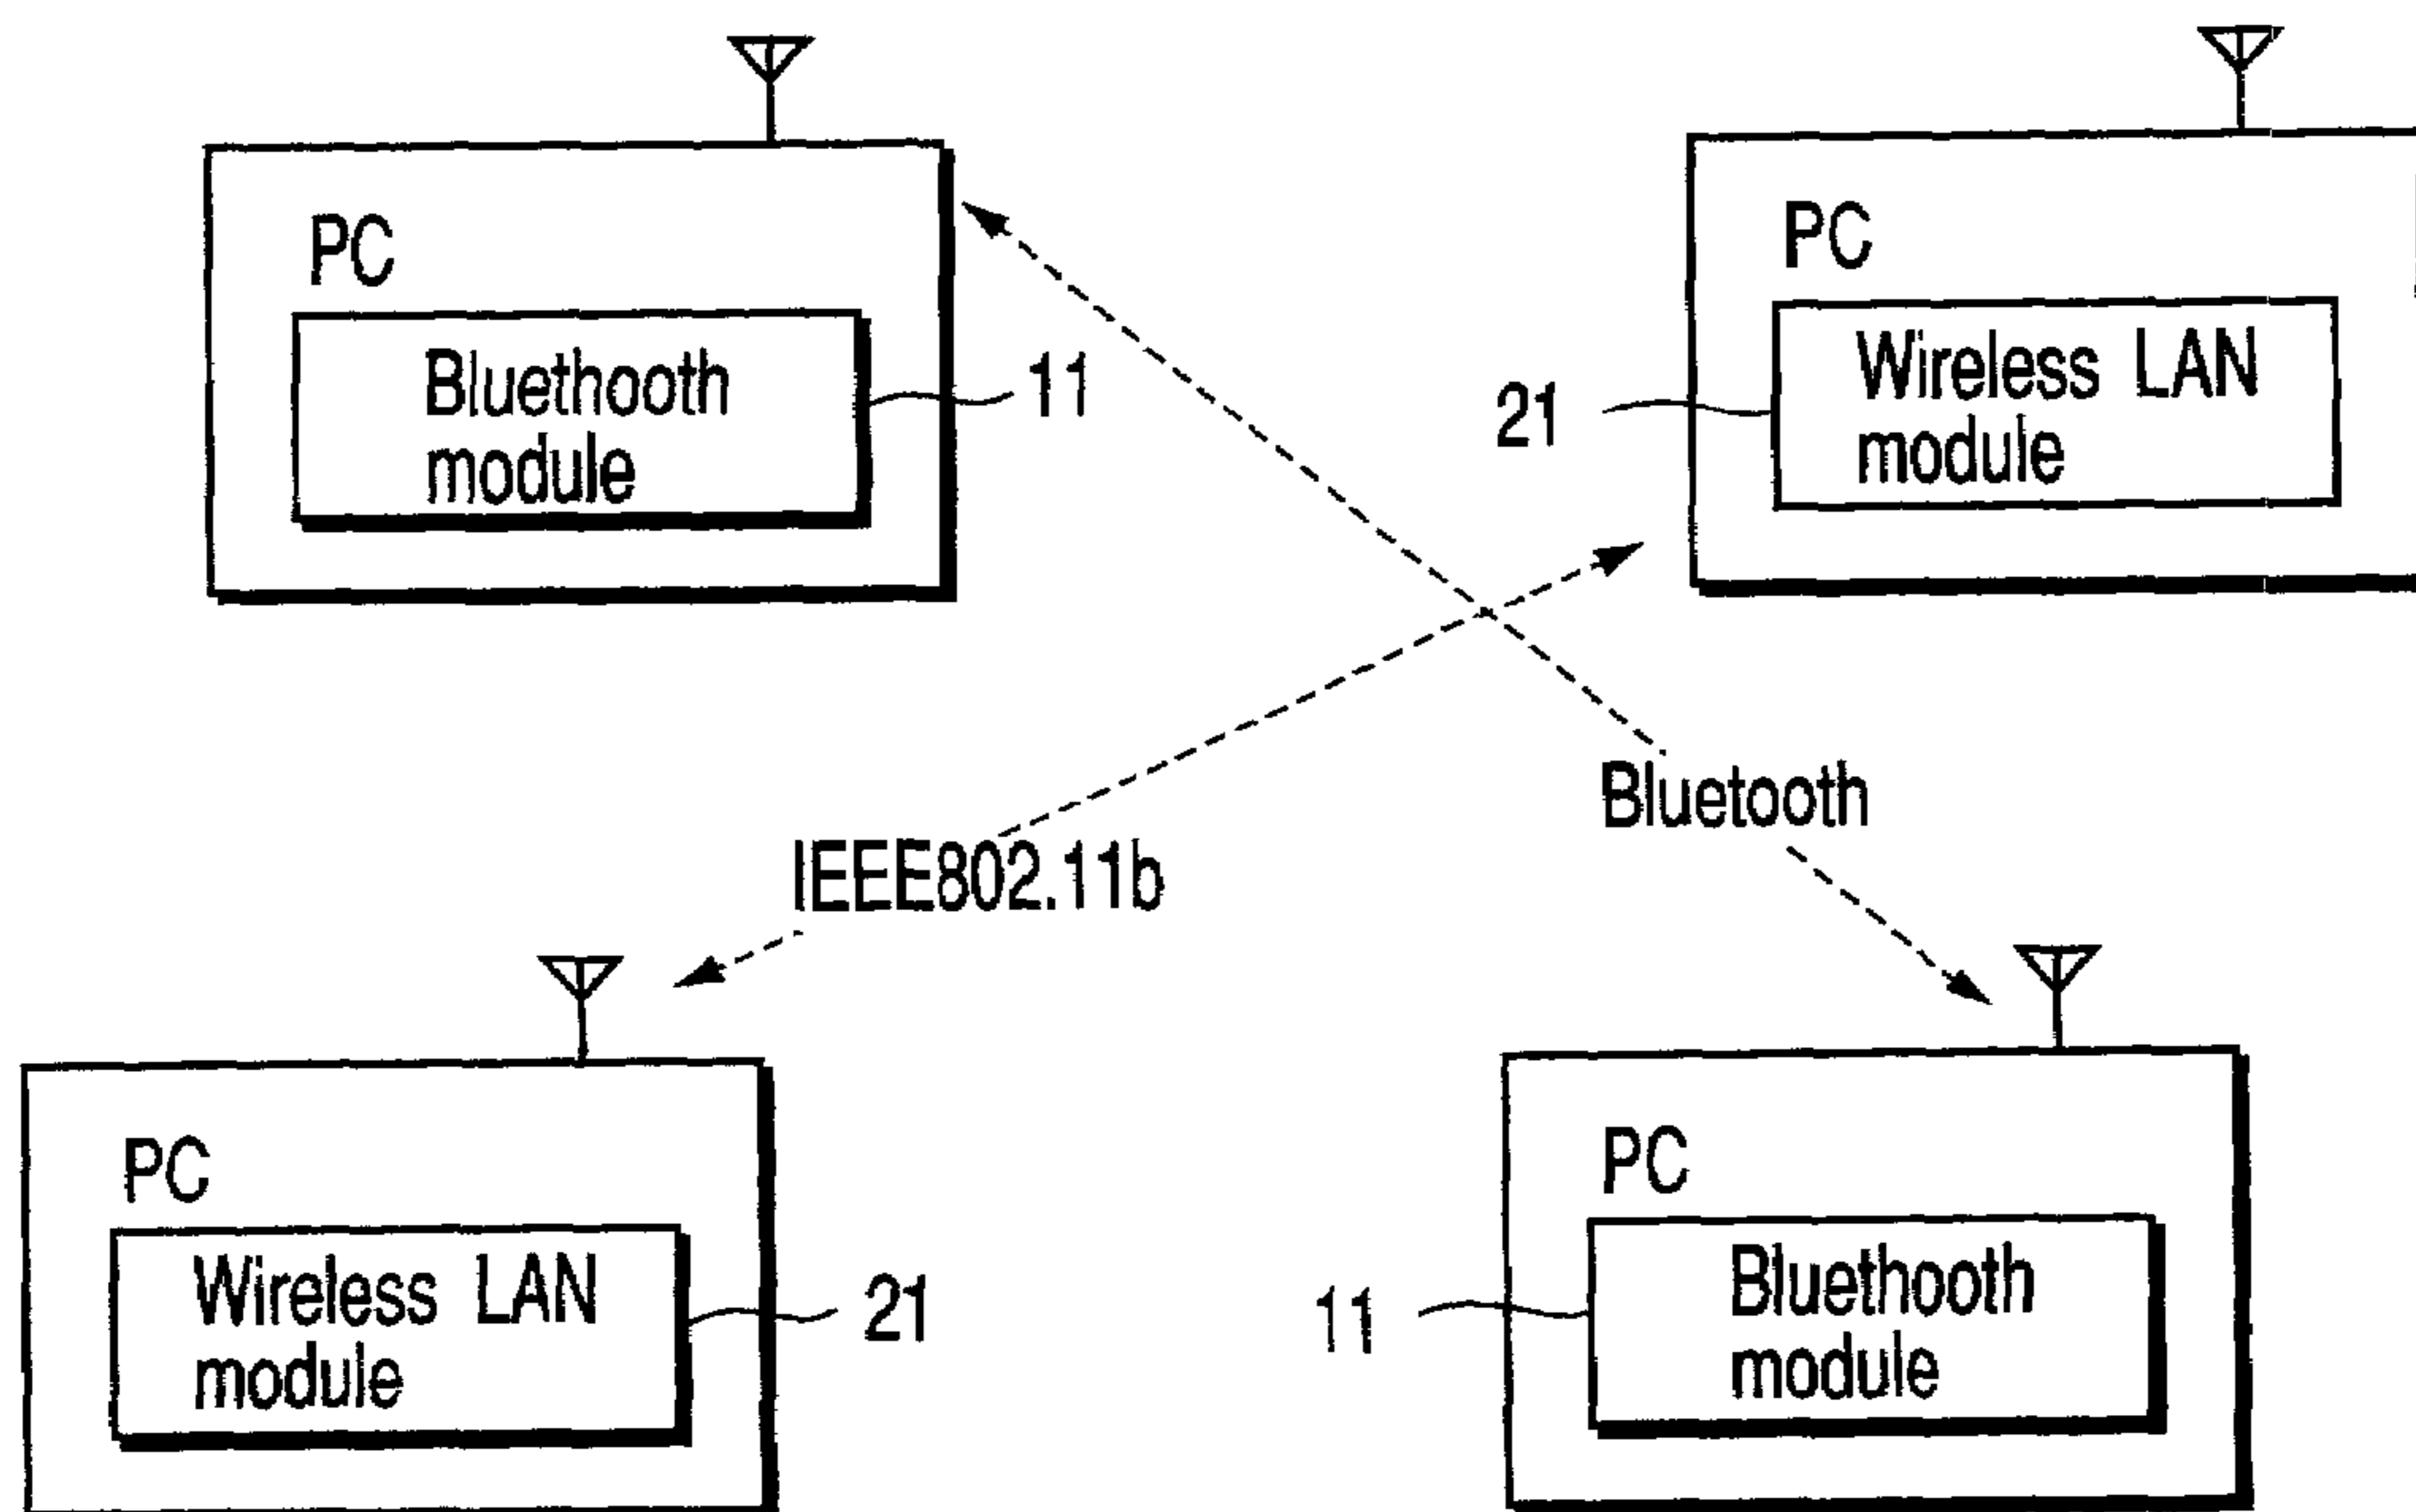 PC
Bluethooth
module
11
PC
Wireless LAN
module
21
Bluetooth
IEEE802.11b
PC
Wireless LAN
module
21
PC
Bluethooth
module
11